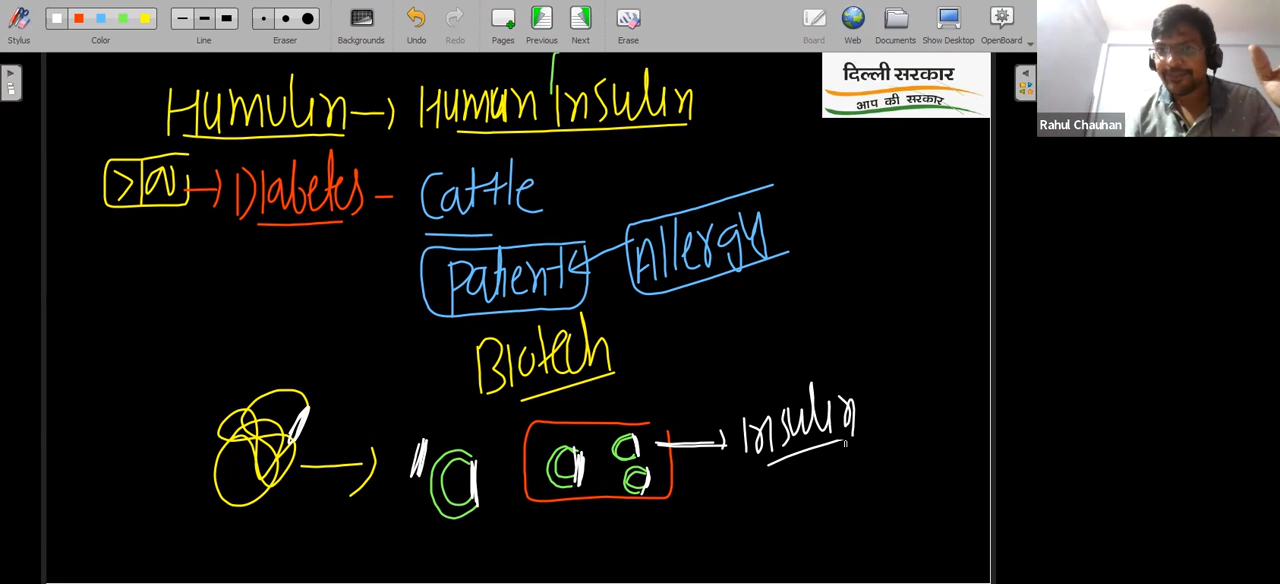 Stylus
Color
Line
Eraser
Backgrounds
Undo
Redo
Pages
Previous
Next
Erase
Board
Web
Documents
Show Desktop
OpenBoard
Humulin → Human Insulin
दिल्ली सरकार
आप की सरकार
Rahul Chauhan
→ Diabetes - Cattle
Patient ← Allergy
Biotech
→ Insulin